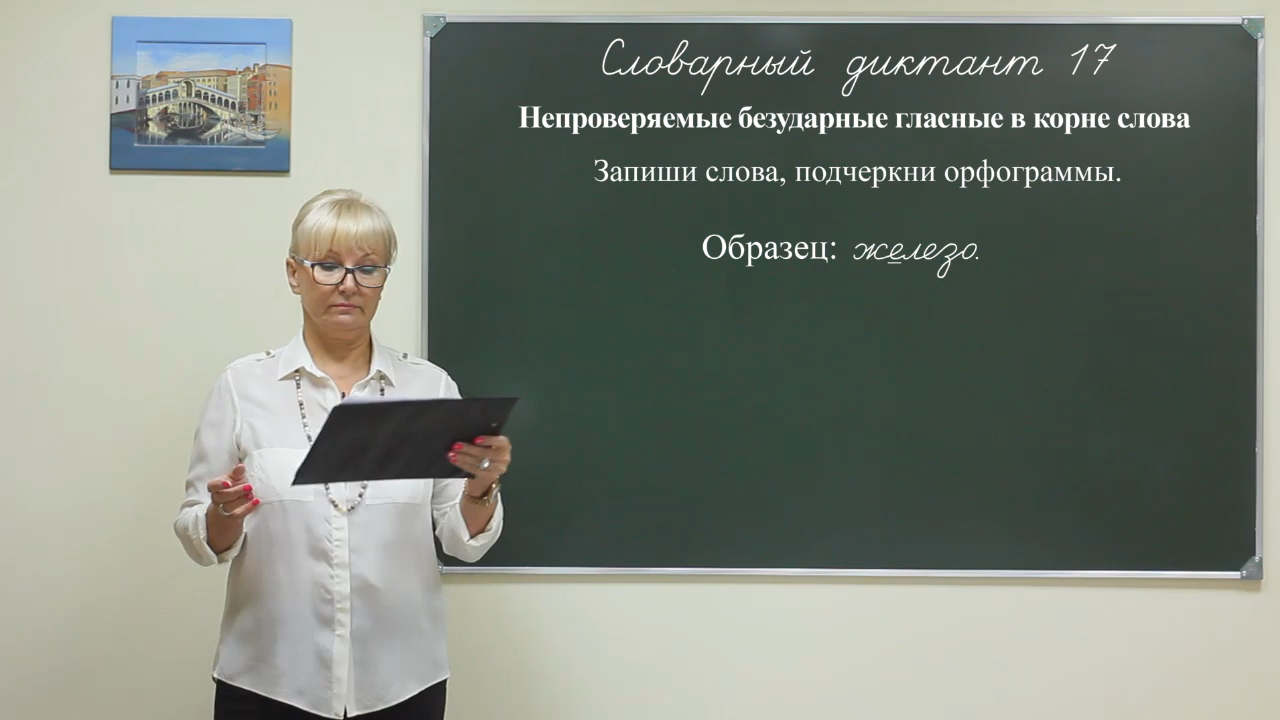 Словарный диктант 17
Непроверяемые безударные гласные в корне слова
Запиши слова, подчеркни орфограммы.
Образец: железо.